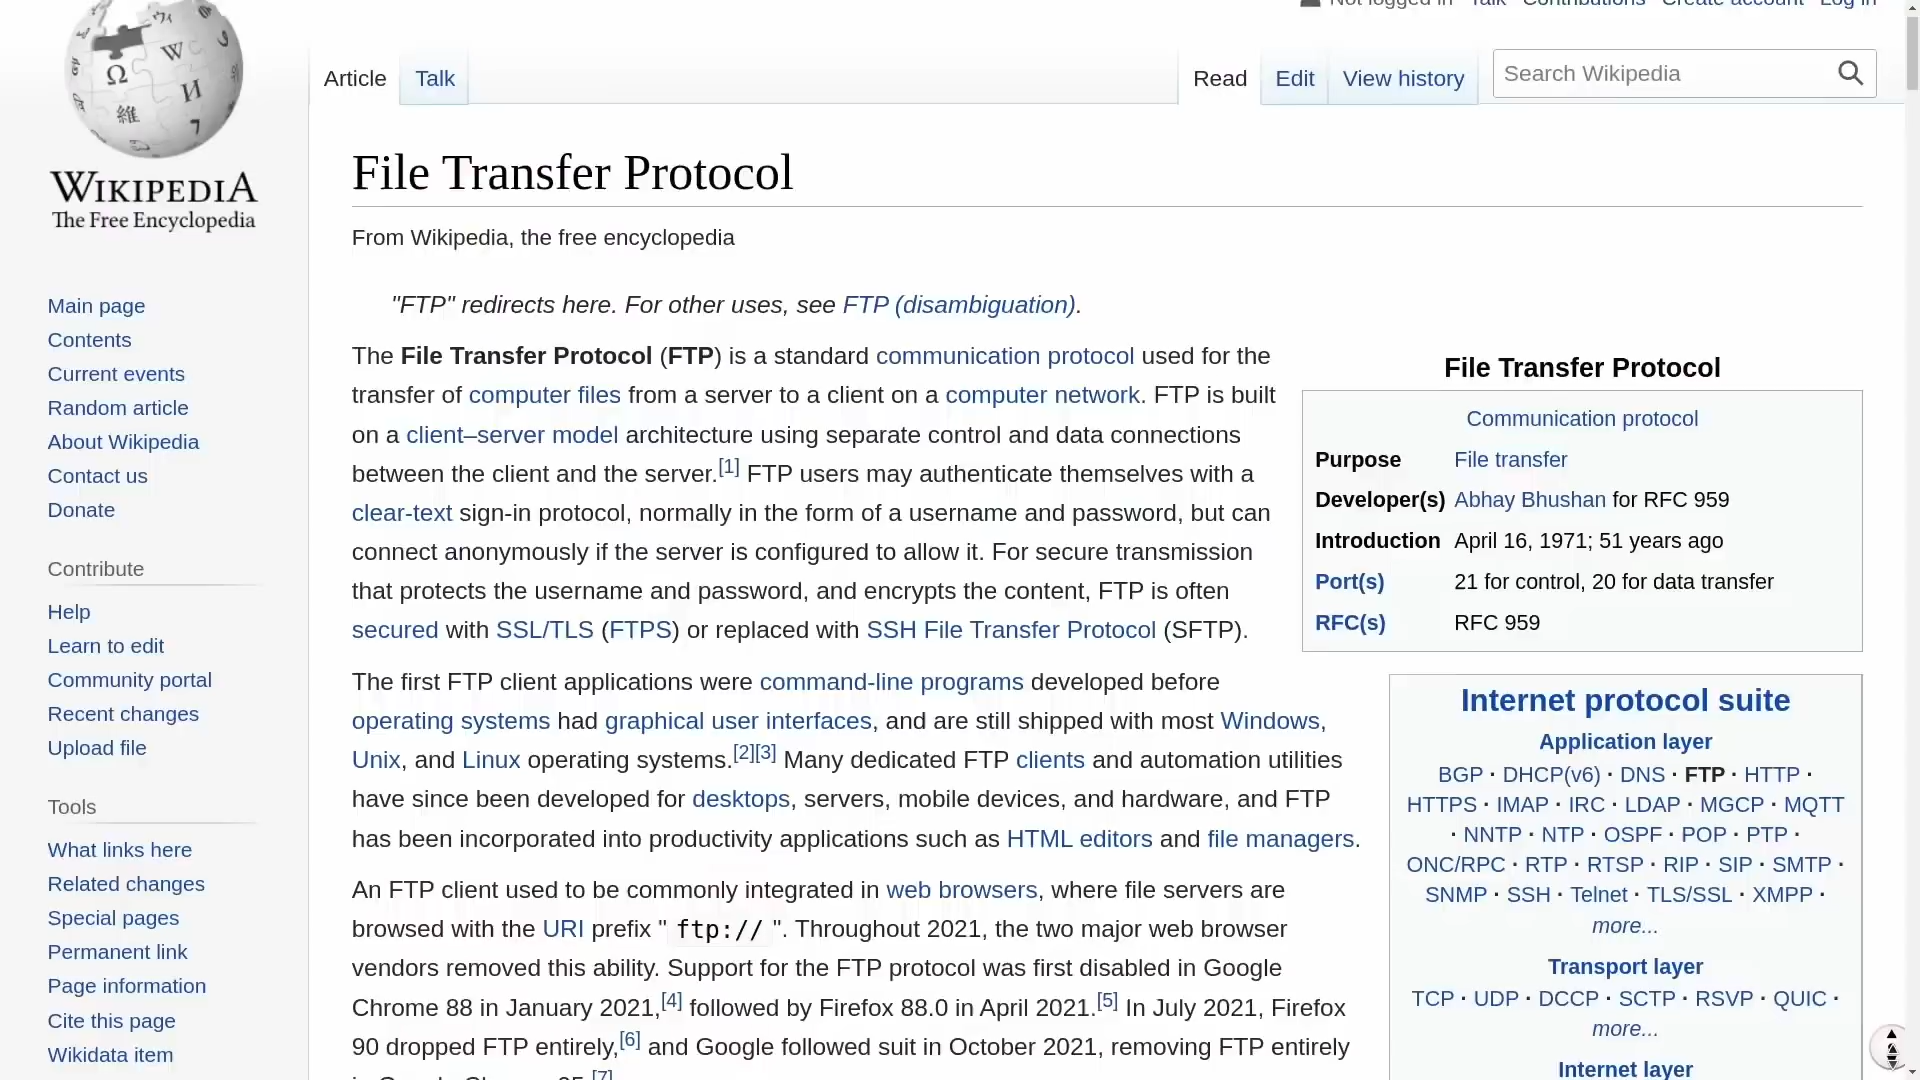 Not logged in Talk Contributions Create account Log in
Article Talk Read Edit View history Search Wikipedia
WIKIPEDIA
The Free Encyclopedia
Main page
Contents
Current events
Random article
About Wikipedia
Contact us
Donate
Contribute
Help
Learn to edit
Community portal
Recent changes
Upload file
Tools
What links here
Related changes
Special pages
Permanent link
Page information
Cite this page
Wikidata item
File Transfer Protocol
From Wikipedia, the free encyclopedia
"FTP" redirects here. For other uses, see FTP (disambiguation).
The File Transfer Protocol (FTP) is a standard communication protocol used for the
transfer of computer files from a server to a client on a computer network. FTP is built
on a client–server model architecture using separate control and data connections
between the client and the server.[1] FTP users may authenticate themselves with a
clear-text sign-in protocol, normally in the form of a username and password, but can
connect anonymously if the server is configured to allow it. For secure transmission
that protects the username and password, and encrypts the content, FTP is often
secured with SSL/TLS (FTPS) or replaced with SSH File Transfer Protocol (SFTP).
The first FTP client applications were command-line programs developed before
operating systems had graphical user interfaces, and are still shipped with most Windows,
Unix, and Linux operating systems.[2][3] Many dedicated FTP clients and automation utilities
have since been developed for desktops, servers, mobile devices, and hardware, and FTP
has been incorporated into productivity applications such as HTML editors and file managers.
An FTP client used to be commonly integrated in web browsers, where file servers are
browsed with the URI prefix "ftp://". Throughout 2021, the two major web browser
vendors removed this ability. Support for the FTP protocol was first disabled in Google
Chrome 88 in January 2021,[4] followed by Firefox 88.0 in April 2021.[5] In July 2021, Firefox
90 dropped FTP entirely,[6] and Google followed suit in October 2021, removing FTP entirely
[7]
File Transfer Protocol
Communication protocol
Purpose File transfer
Developer(s) Abhay Bhushan for RFC 959
Introduction April 16, 1971; 51 years ago
Port(s) 21 for control, 20 for data transfer
RFC(s) RFC 959
Internet protocol suite
Application layer
BGP · DHCP(v6) · DNS · FTP · HTTP ·
HTTPS · IMAP · IRC · LDAP · MGCP · MQTT
· NNTP · NTP · OSPF · POP · PTP ·
ONC/RPC · RTP · RTSP · RIP · SIP · SMTP ·
SNMP · SSH · Telnet · TLS/SSL · XMPP ·
more...
Transport layer
TCP · UDP · DCCP · SCTP · RSVP · QUIC ·
more...
Internet layer